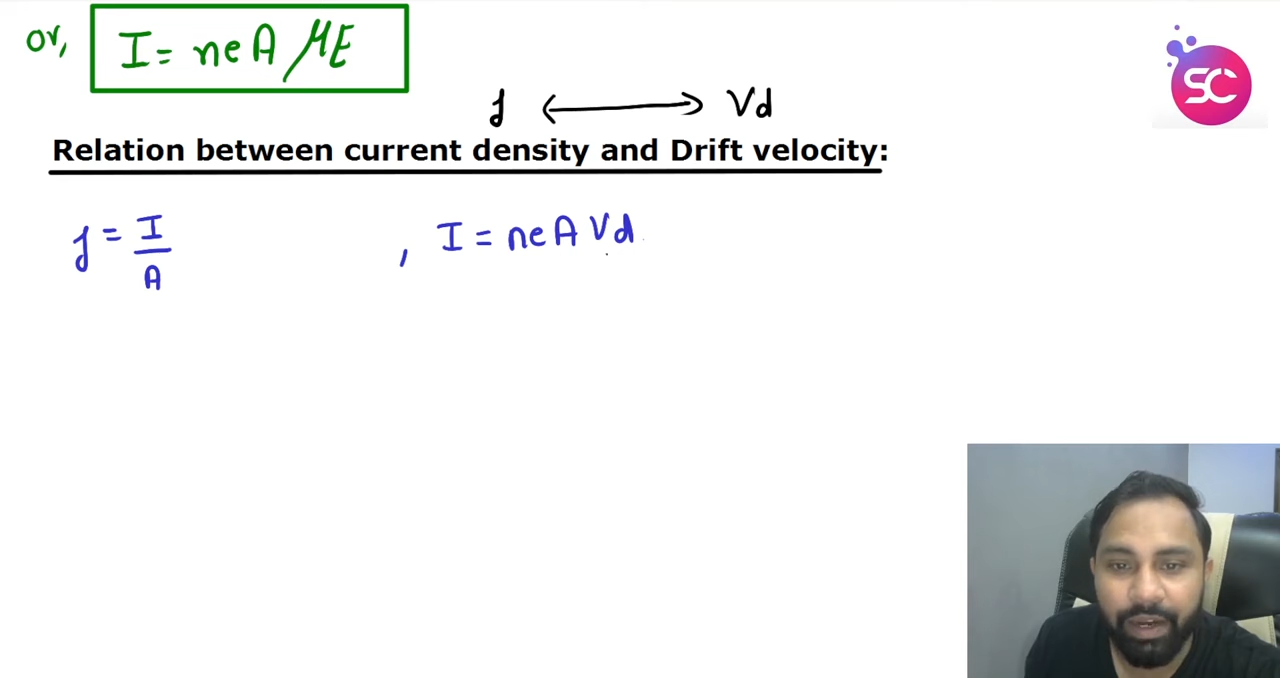 or, I = neAμE
SC
J ⟷ Vd
Relation between current density and Drift velocity:
J = I/A , I = neAVd